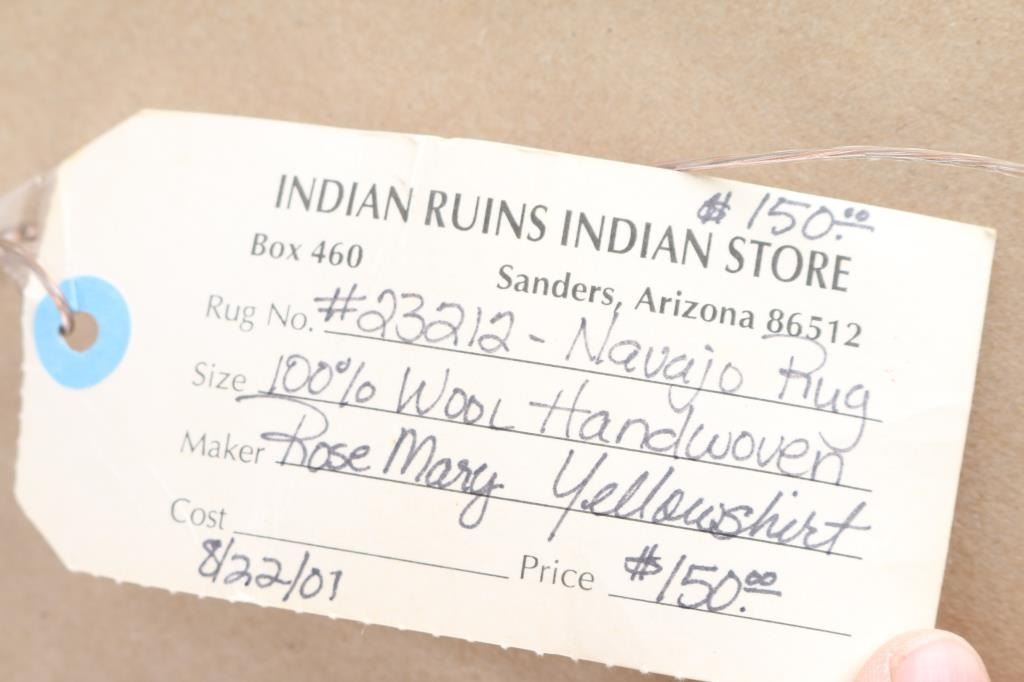 $150.00
INDIAN RUINS INDIAN STORE
Box 460
Sanders, Arizona 86512
Rug No. #23212 - Navajo Rug
Size 100% Wool Handwoven
Maker Rose Mary Yellowshirt
Cost Price $150.00
8/22/01